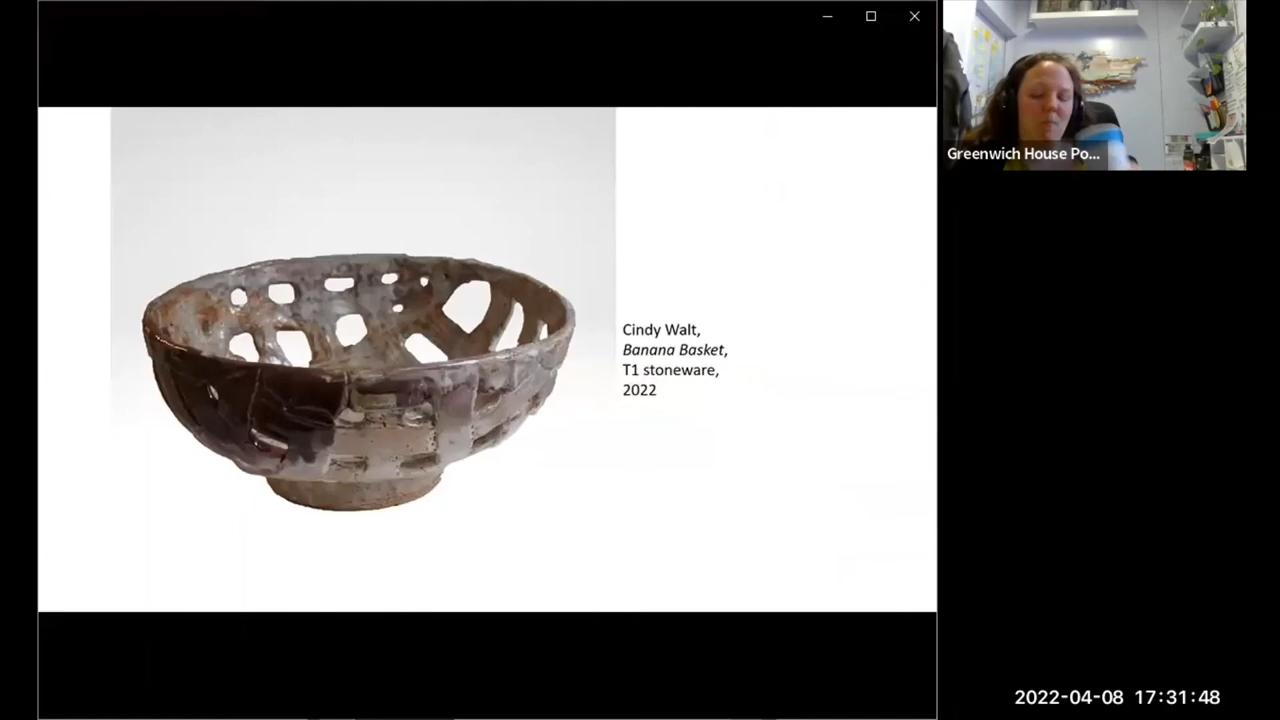 Cindy Walt,
Banana Basket,
T1 stoneware,
2022
Greenwich House Po...
2022-04-08 17:31:48